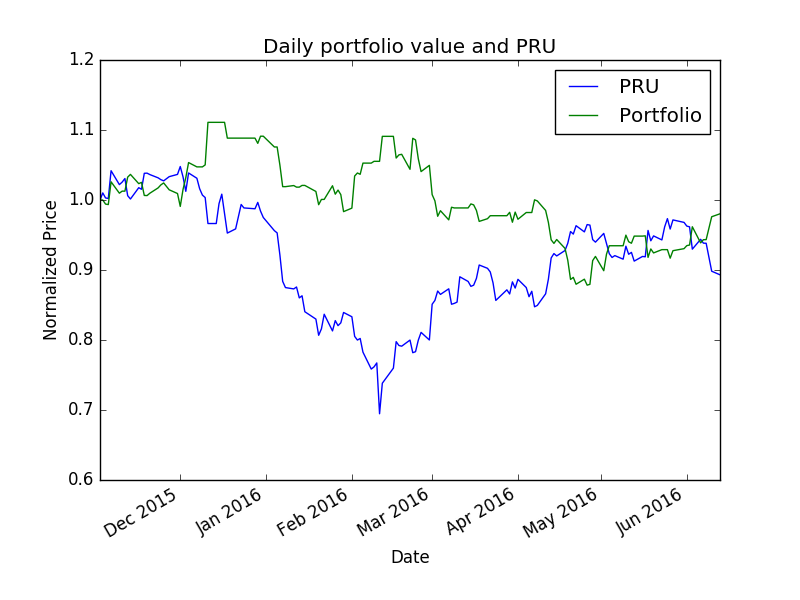 Daily portfolio value and PRU
PRU
Portfolio
1.2
1.1
1.0
0.9
0.8
0.7
0.6
Normalized Price
Dec 2015
Jan 2016
Feb 2016
Mar 2016
Apr 2016
May 2016
Jun 2016
Date